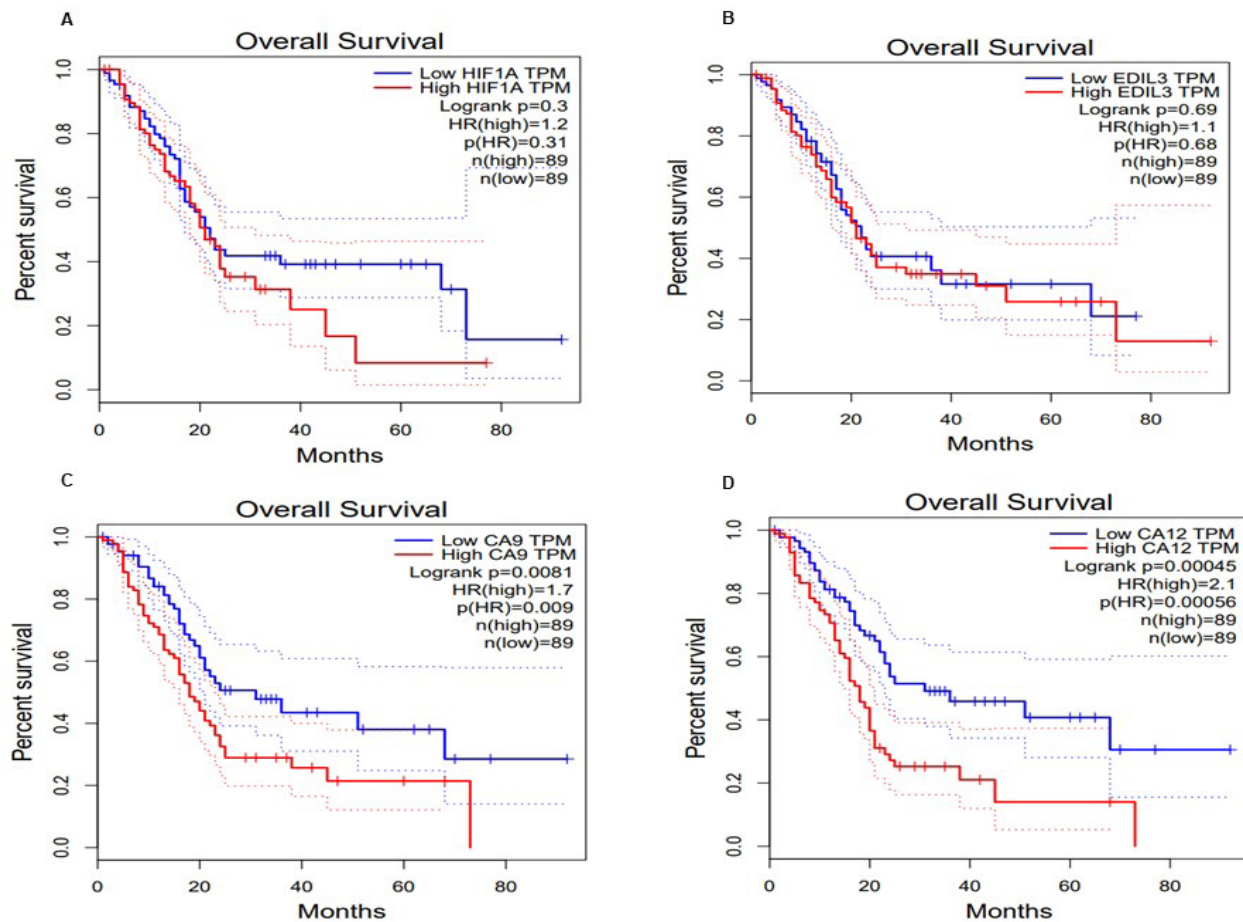 A
Overall Survival
Low HIF1A TPM
High HIF1A TPM
Logrank p=0.3
HR(high)=1.2
p(HR)=0.31
n(high)=89
n(low)=89
Percent survival
1.0
0.8
0.6
0.4
0.2
0.0
0 20 40 60 80
Months
B
Overall Survival
Low EDIL3 TPM
High EDIL3 TPM
Logrank p=0.69
HR(high)=1.1
p(HR)=0.68
n(high)=89
n(low)=89
Percent survival
1.0
0.8
0.6
0.4
0.2
0.0
0 20 40 60 80
Months
C
Overall Survival
Low CA9 TPM
High CA9 TPM
Logrank p=0.0081
HR(high)=1.7
p(HR)=0.009
n(high)=89
n(low)=89
Percent survival
1.0
0.8
0.6
0.4
0.2
0.0
0 20 40 60 80
Months
D
Overall Survival
Low CA12 TPM
High CA12 TPM
Logrank p=0.00045
HR(high)=2.1
p(HR)=0.00056
n(high)=89
n(low)=89
Percent survival
1.0
0.8
0.6
0.4
0.2
0.0
0 20 40 60 80
Months